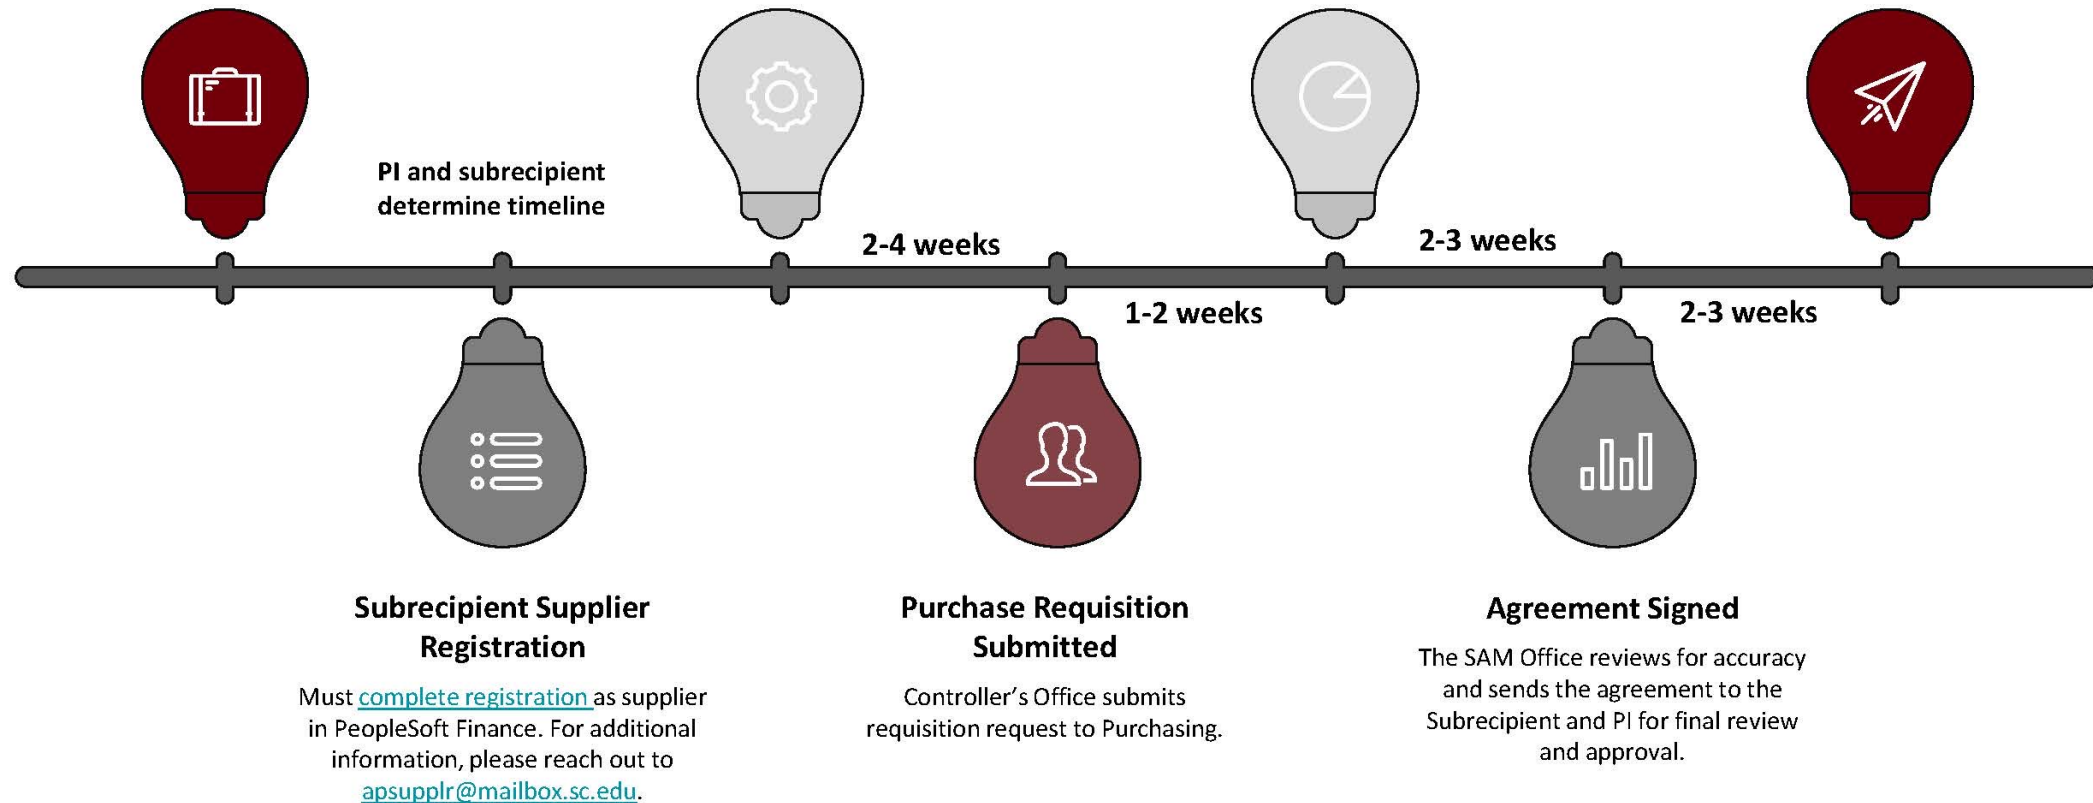 PI and subrecipient
determine timeline
2-4 weeks
2-3 weeks
1-2 weeks
2-3 weeks
Subrecipient Supplier
Registration
Must complete registration as supplier
in PeopleSoft Finance. For additional
information, please reach out to
apsupplr@mailbox.sc.edu.
Purchase Requisition
Submitted
Controller’s Office submits
requisition request to Purchasing.
Agreement Signed
The SAM Office reviews for accuracy
and sends the agreement to the
Subrecipient and PI for final review
and approval.